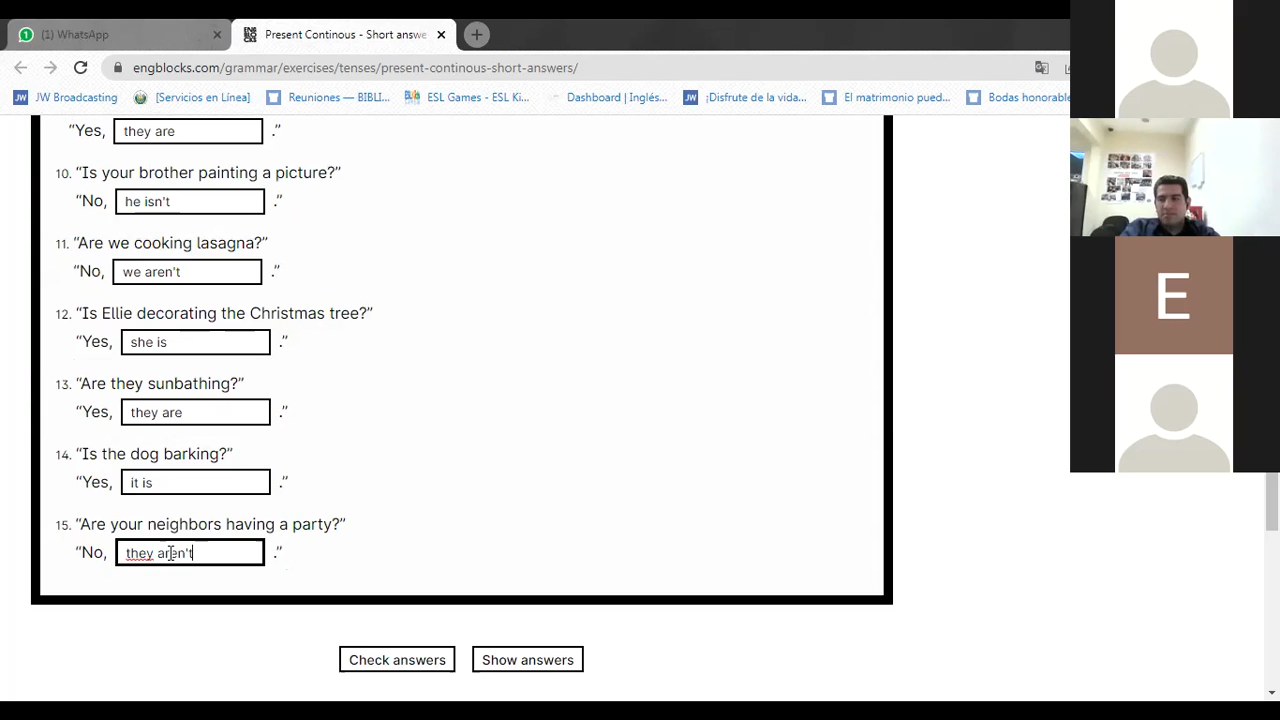 1 (1) WhatsApp
Present Continous - Short answe
engblocks.com/grammar/exercises/tenses/present-continous-short-answers/
JW JW Broadcasting [Servicios en Línea] Reuniones — BIBLI... ESL Games - ESL Ki... Dashboard | Inglés... JW ¡Disfrute de la vida... El matrimonio pued... Bodas honorable
“Yes, they are .”
10. “Is your brother painting a picture?”
“No, he isn't .”
11. “Are we cooking lasagna?”
“No, we aren't .”
12. “Is Ellie decorating the Christmas tree?”
“Yes, she is .”
13. “Are they sunbathing?”
“Yes, they are .”
14. “Is the dog barking?”
“Yes, it is .”
15. “Are your neighbors having a party?”
“No, they aren't .”
Check answers Show answers
E